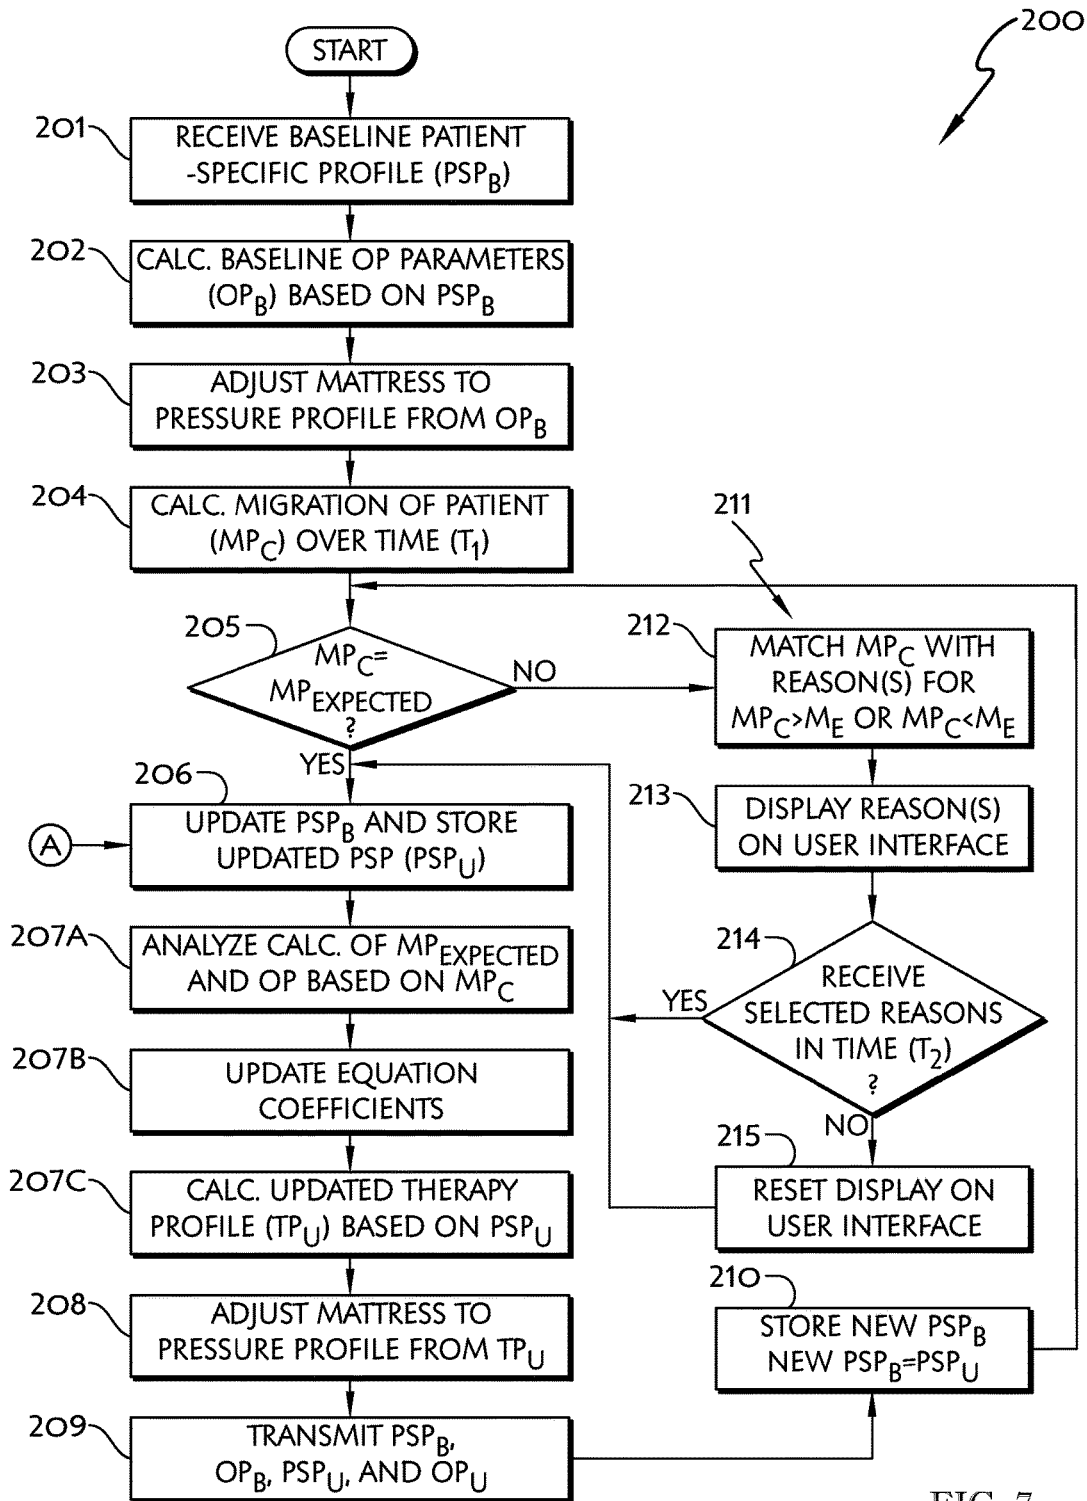 200
START
201
RECEIVE BASELINE PATIENT
-SPECIFIC PROFILE (PSPB)
202
CALC. BASELINE OP PARAMETERS
(OPB) BASED ON PSPB
203
ADJUST MATTRESS TO
PRESSURE PROFILE FROM OPB
204
CALC. MIGRATION OF PATIENT
(MPC) OVER TIME (T1)
205
MPC=
MPEXPECTED
?
NO
YES
206
UPDATE PSPB AND STORE
UPDATED PSP (PSPU)
A
207A
ANALYZE CALC. OF MPEXPECTED
AND OP BASED ON MPC
207B
UPDATE EQUATION
COEFFICIENTS
207C
CALC. UPDATED THERAPY
PROFILE (TPU) BASED ON PSPU
208
ADJUST MATTRESS TO
PRESSURE PROFILE FROM TPU
209
TRANSMIT PSPB,
OPB, PSPU, AND OPU
211
212
MATCH MPC WITH
REASON(S) FOR
MPC>ME OR MPC<ME
213
DISPLAY REASON(S)
ON USER INTERFACE
214
RECEIVE
SELECTED REASONS
IN TIME (T2)
?
YES
NO
215
RESET DISPLAY ON
USER INTERFACE
210
STORE NEW PSPB
NEW PSPB=PSPU
FIG. 7